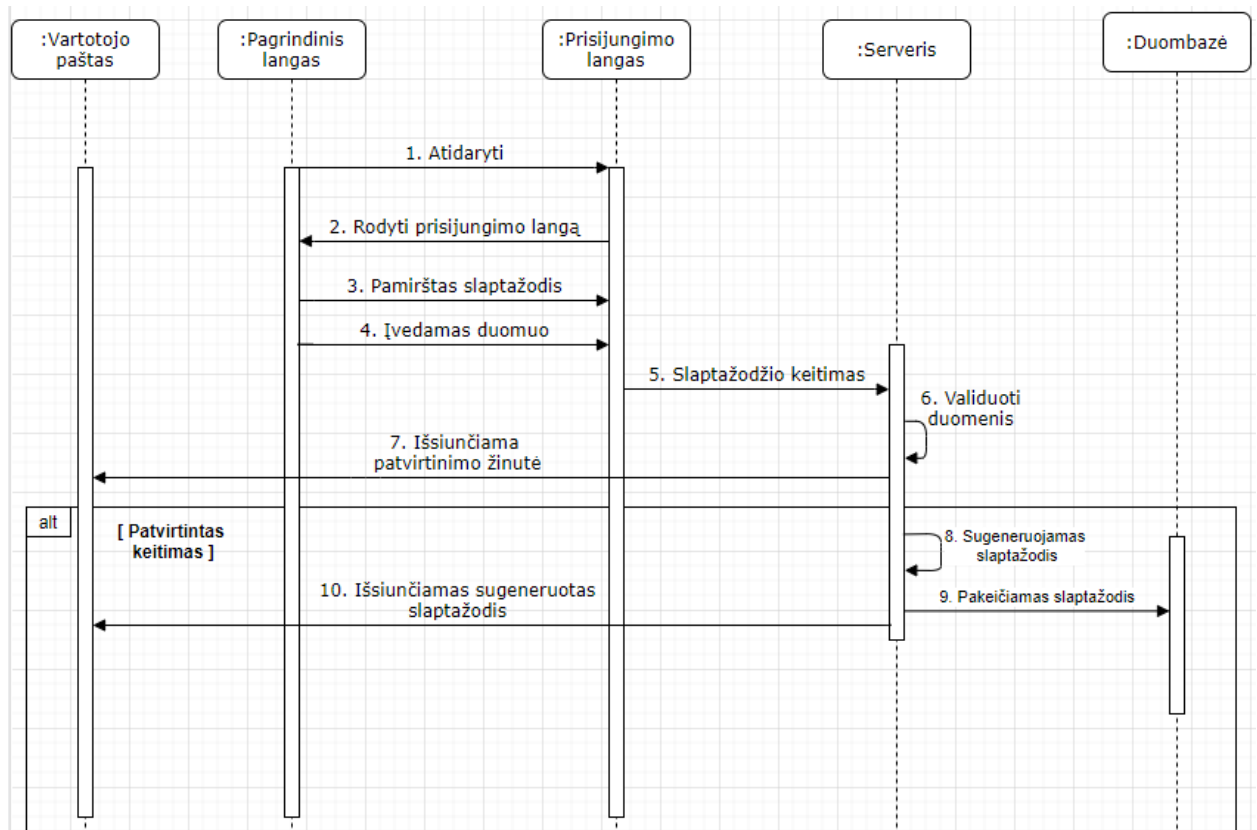 :Vartotojo
paštas
:Pagrindinis
langas
:Prisijungimo
langas
:Serveris
:Duombazė
1. Atidaryti
2. Rodyti prisijungimo langą
3. Pamirštas slaptažodis
4. Įvedamas duomuo
5. Slaptažodžio keitimas
6. Validuoti
duomenis
7. Išsiunčiama
patvirtinimo žinutė
alt
[ Patvirtintas
keitimas ]
8. Sugeneruojamas
slaptažodis
9. Pakeičiamas slaptažodis
10. Išsiunčiamas sugeneruotas
slaptažodis